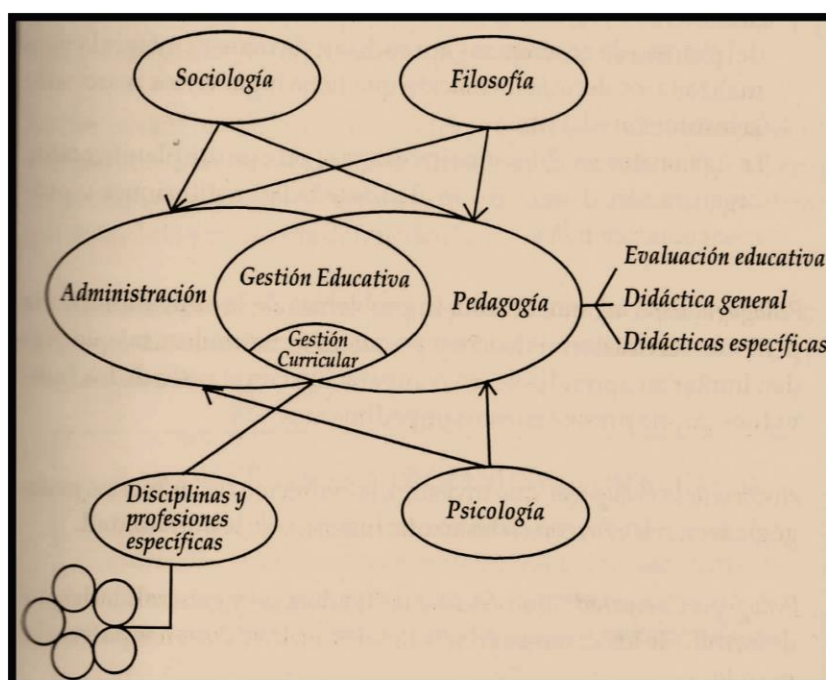 Sociología
Filosofía
Administración
Gestión Educativa
Gestión
Curricular
Pedagogía
Evaluación educativa
Didáctica general
Didácticas específicas
Disciplinas y
profesiones
específicas
Psicología